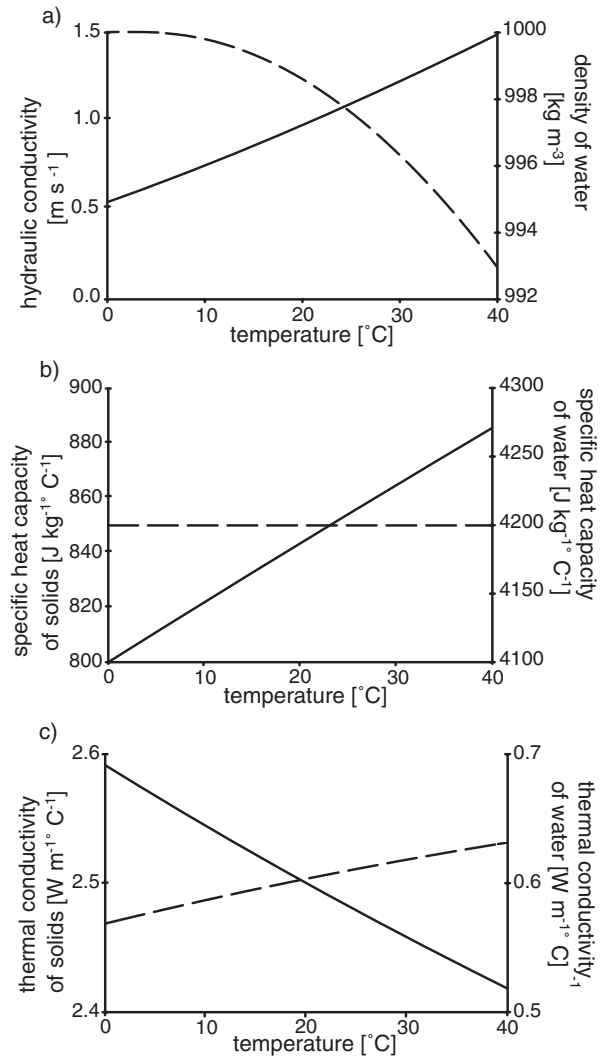 a)
1.5
1.0
0.5
0.0
hydraulic conductivity
[m s -1 ]
1000
998
996
994
992
density of water
[kg m-3]
0
10
20
30
40
temperature [˚C]
b)
900
880
860
840
820
800
specific heat capacity
of solids [J kg-1˚ C-1]
4300
4250
4200
4150
4100
specific heat capacity
of water [J kg-1˚ C-1]
0
10
20
30
40
temperature [˚C]
c)
2.6
2.5
2.4
thermal conductivity
of solids [W m-1˚ C-1]
0.7
0.6
0.5
thermal conductivity
of water [W m-1˚ C]-1
0
10
20
30
40
temperature [˚C]